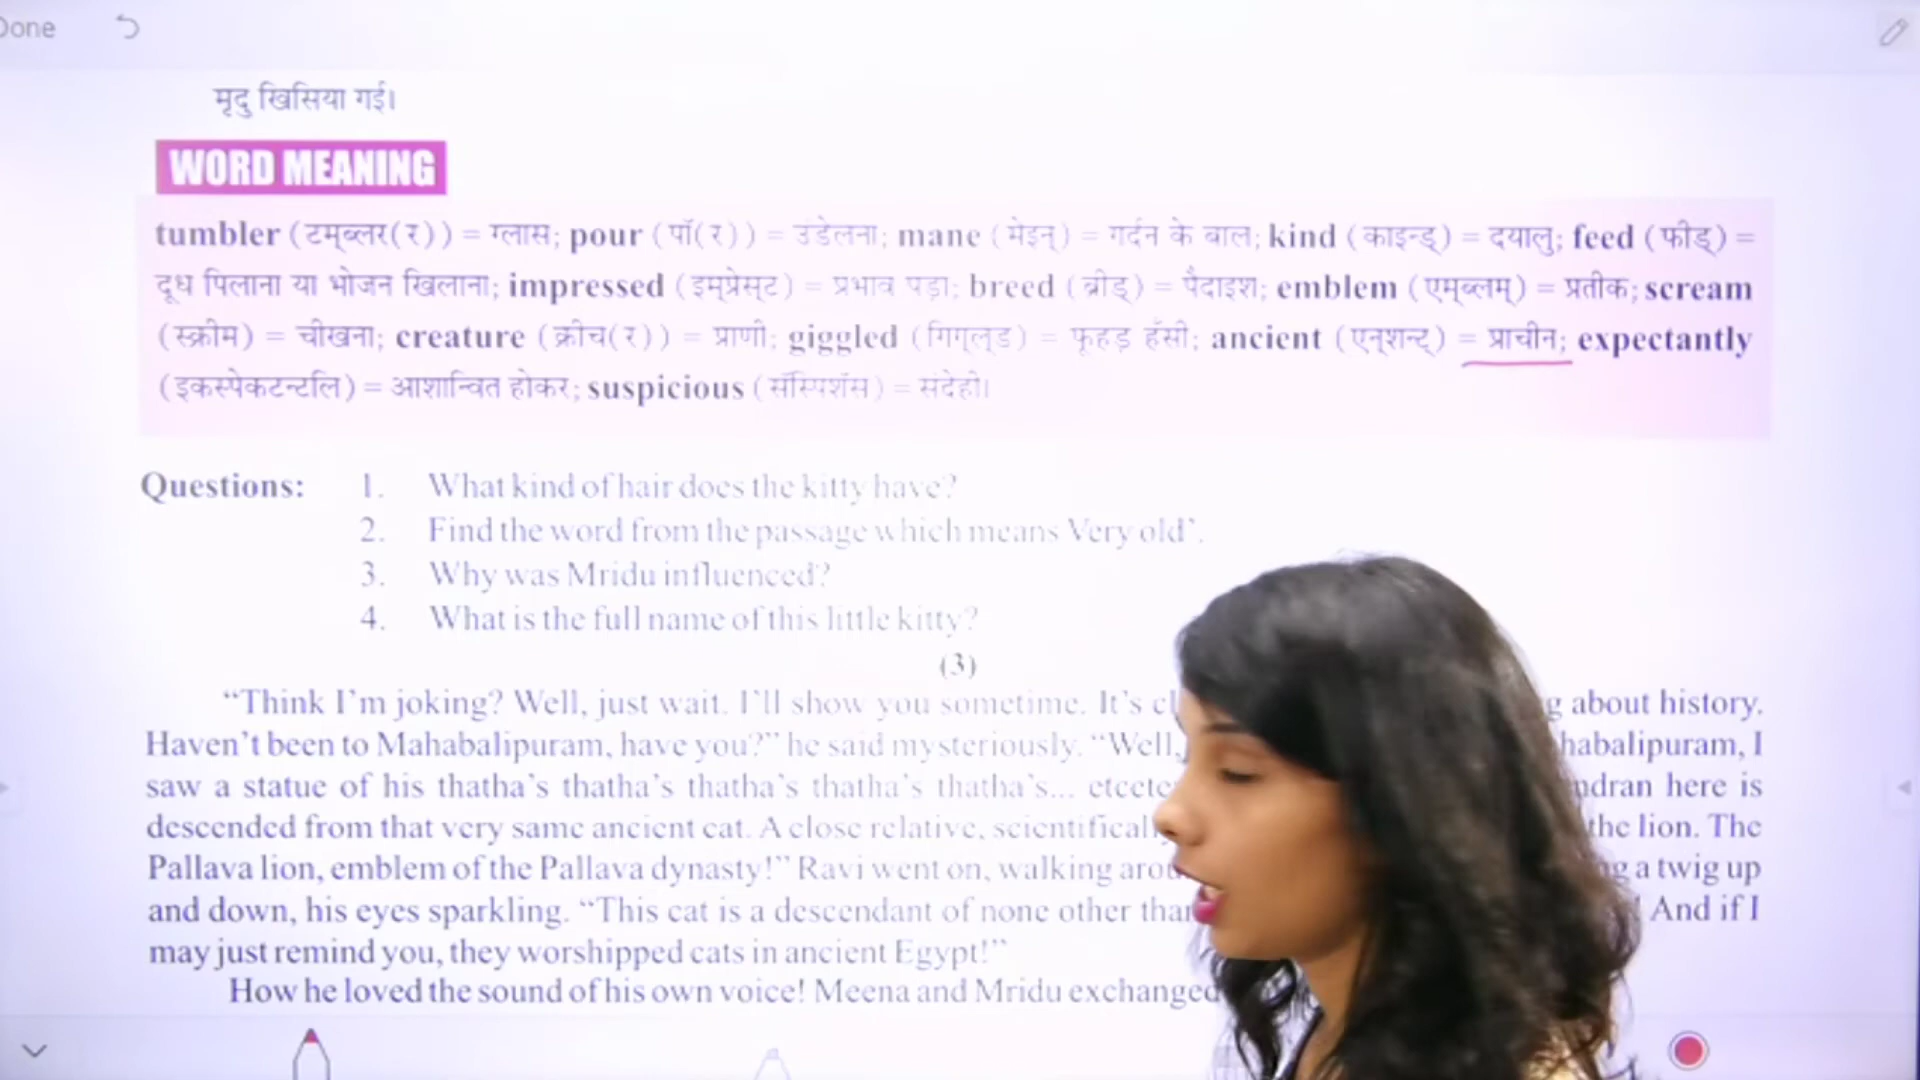 Done
मृदु खिसिया गई।
WORD MEANING
tumbler (टम्ब्लर(र)) = ग्लास; pour (पॉ(र)) = उंडेलना; mane (मेइन्) = गर्दन के बाल; kind (काइन्ड्) = दयालु; feed (फीड्) =
दूध पिलाना या भोजन खिलाना; impressed (इम्प्रेस्ट) = प्रभाव पड़ा; breed (ब्रीड्) = पैदाइश; emblem (एम्ब्लम्) = प्रतीक; scream
(स्क्रीम) = चीखना; creature (क्रीच(र)) = प्राणी; giggled (गिग्ल्ड) = फूहड़ हँसी; ancient (एन्शन्ट्) = प्राचीन; expectantly
(इकस्पेकटन्टलि) = आशान्वित होकर; suspicious (सॅस्पिशॅस) = संदेही।
Questions: 1. What kind of hair does the kitty have?
2. Find the word from the passage which means Very old’.
3. Why was Mridu influenced?
4. What is the full name of this little kitty?
(3)
“Think I’m joking? Well, just wait. I’ll show you sometime. It’s about history.
Haven’t been to Mahabalipuram, have you?” he said mysteriously. “Well, I
saw a statue of his thatha’s thatha’s thatha’s thatha’s thatha’s... here is
descended from that very same ancient cat. A close relative, the lion. The
Pallava lion, emblem of the Pallava dynasty!” Ravi went on, walking a twig up
and down, his eyes sparkling. “This cat is a descendant of none other And if I
may just remind you, they worshipped cats in ancient Egypt!”
How he loved the sound of his own voice! Meena and Mridu exchanged